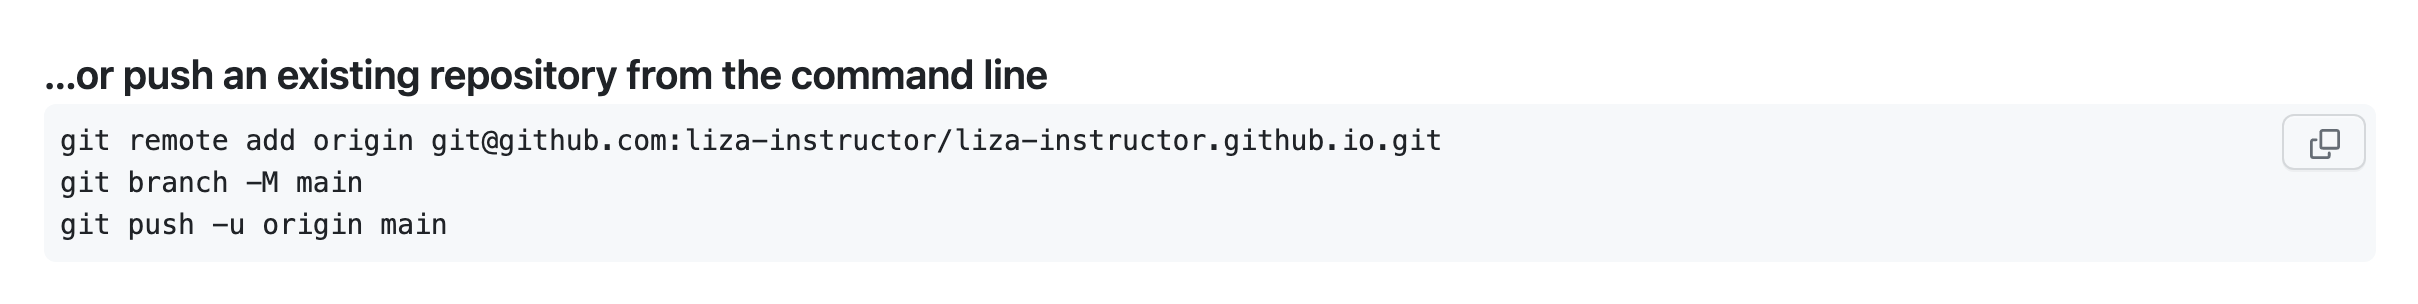 ...or push an existing repository from the command line
git remote add origin git@github.com:liza-instructor/liza-instructor.github.io.git
git branch -M main
git push -u origin main